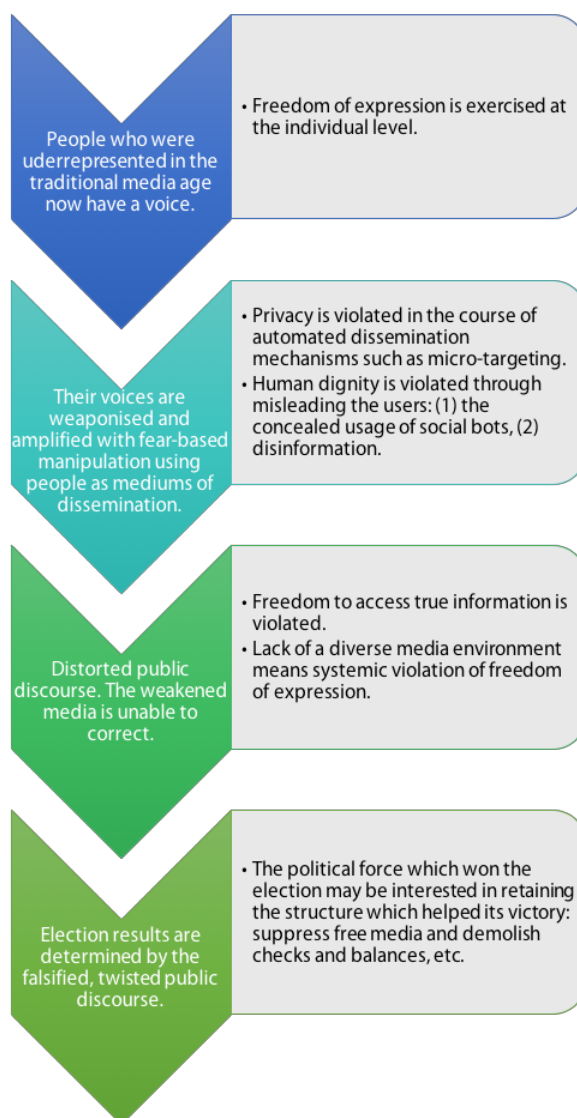 People who were
uderrepresented in the
traditional media age
now have a voice.
• Freedom of expression is exercised at
the individual level.
Their voices are
weaponised and
amplified with fear-based
manipulation using
people as mediums of
dissemination.
• Privacy is violated in the course of
automated dissemination
mechanisms such as micro-targeting.
• Human dignity is violated through
misleading the users: (1) the
concealed usage of social bots, (2)
disinformation.
Distorted public
discourse. The weakened
media is unable to
correct.
• Freedom to access true information is
violated.
• Lack of a diverse media environment
means systemic violation of freedom
of expression.
Election results are
determined by the
falsified, twisted public
discourse.
• The political force which won the
election may be interested in retaining
the structure which helped its victory:
suppress free media and demolish
checks and balances, etc.